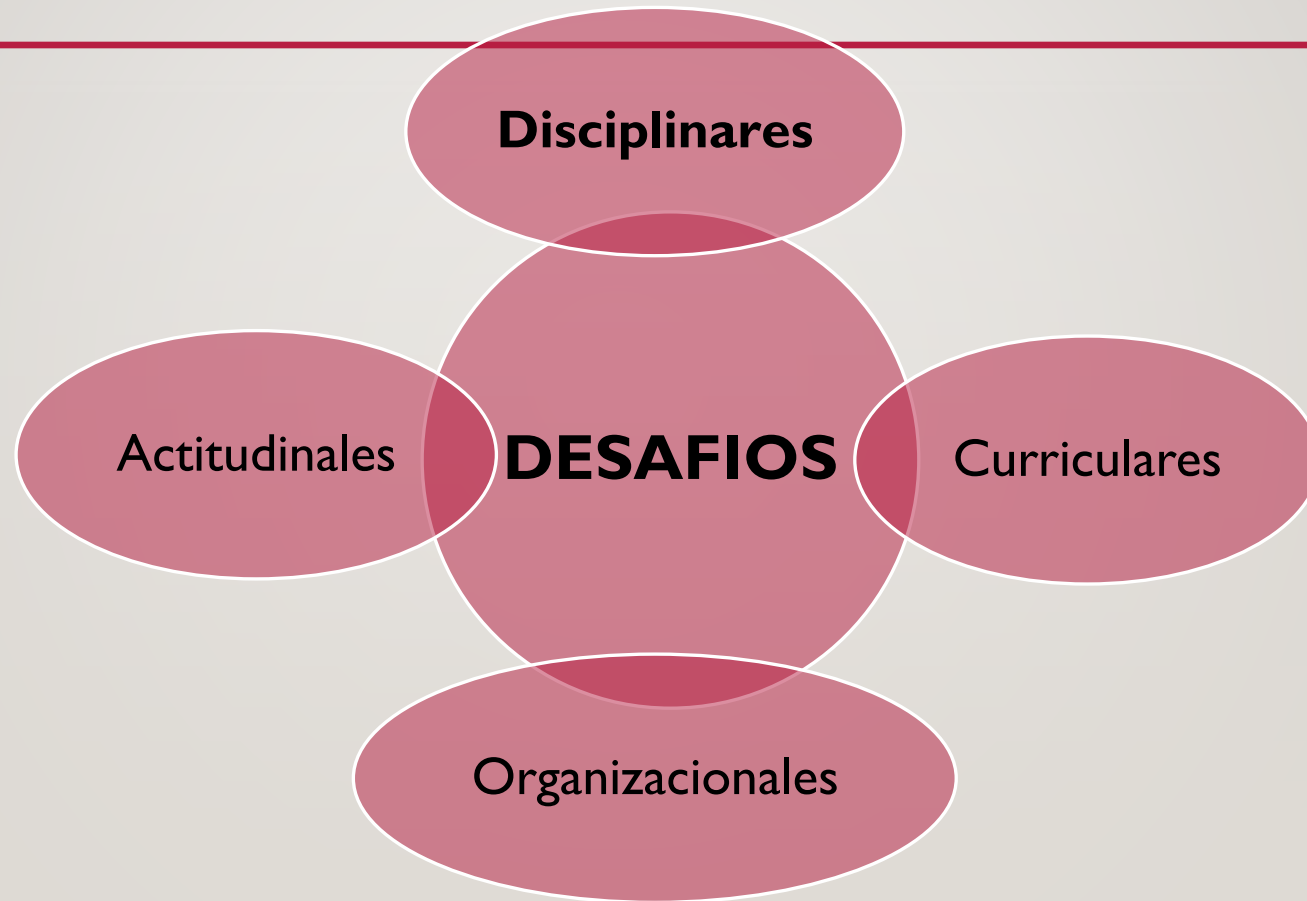 Disciplinares
Actitudinales
DESAFIOS
Curriculares
Organizacionales